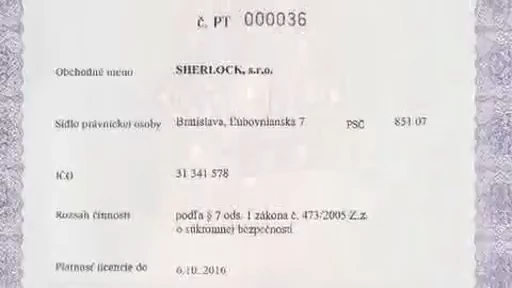 č. PT 000036
Obchodné meno SHERLOCK, s.r.o.
Sídlo právnickej osoby Bratislava, Ľubovnianska 7 PSČ 851 07
IČO 31 341 578
Rozsah činnosti podľa § 7 ods. 1 zákona č. 473/2005 Z.z.
o súkromnej bezpečnosti
Platnosť licencie do 6.10. 2016